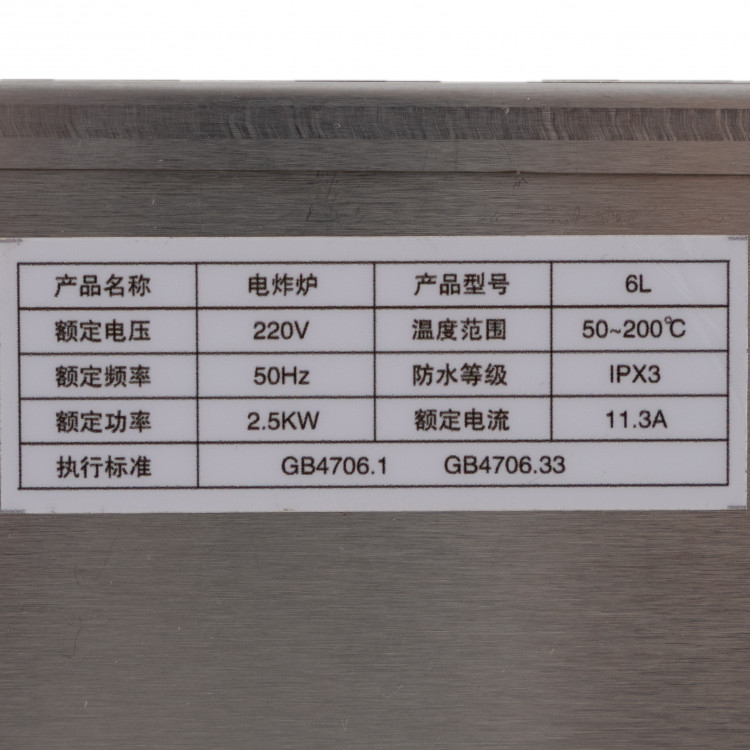 产品名称 电炸炉 产品型号 6L
额定电压 220V 温度范围 50~200℃
额定频率 50Hz 防水等级 IPX3
额定功率 2.5KW 额定电流 11.3A
执行标准 GB4706.1 GB4706.33